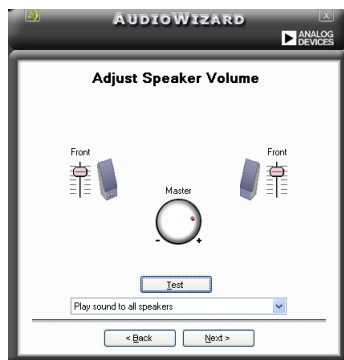 AUDIOWIZARD
ANALOG
DEVICES
Adjust Speaker Volume
Front
Front
Master
- +
Test
Play sound to all speakers
< Back Next >